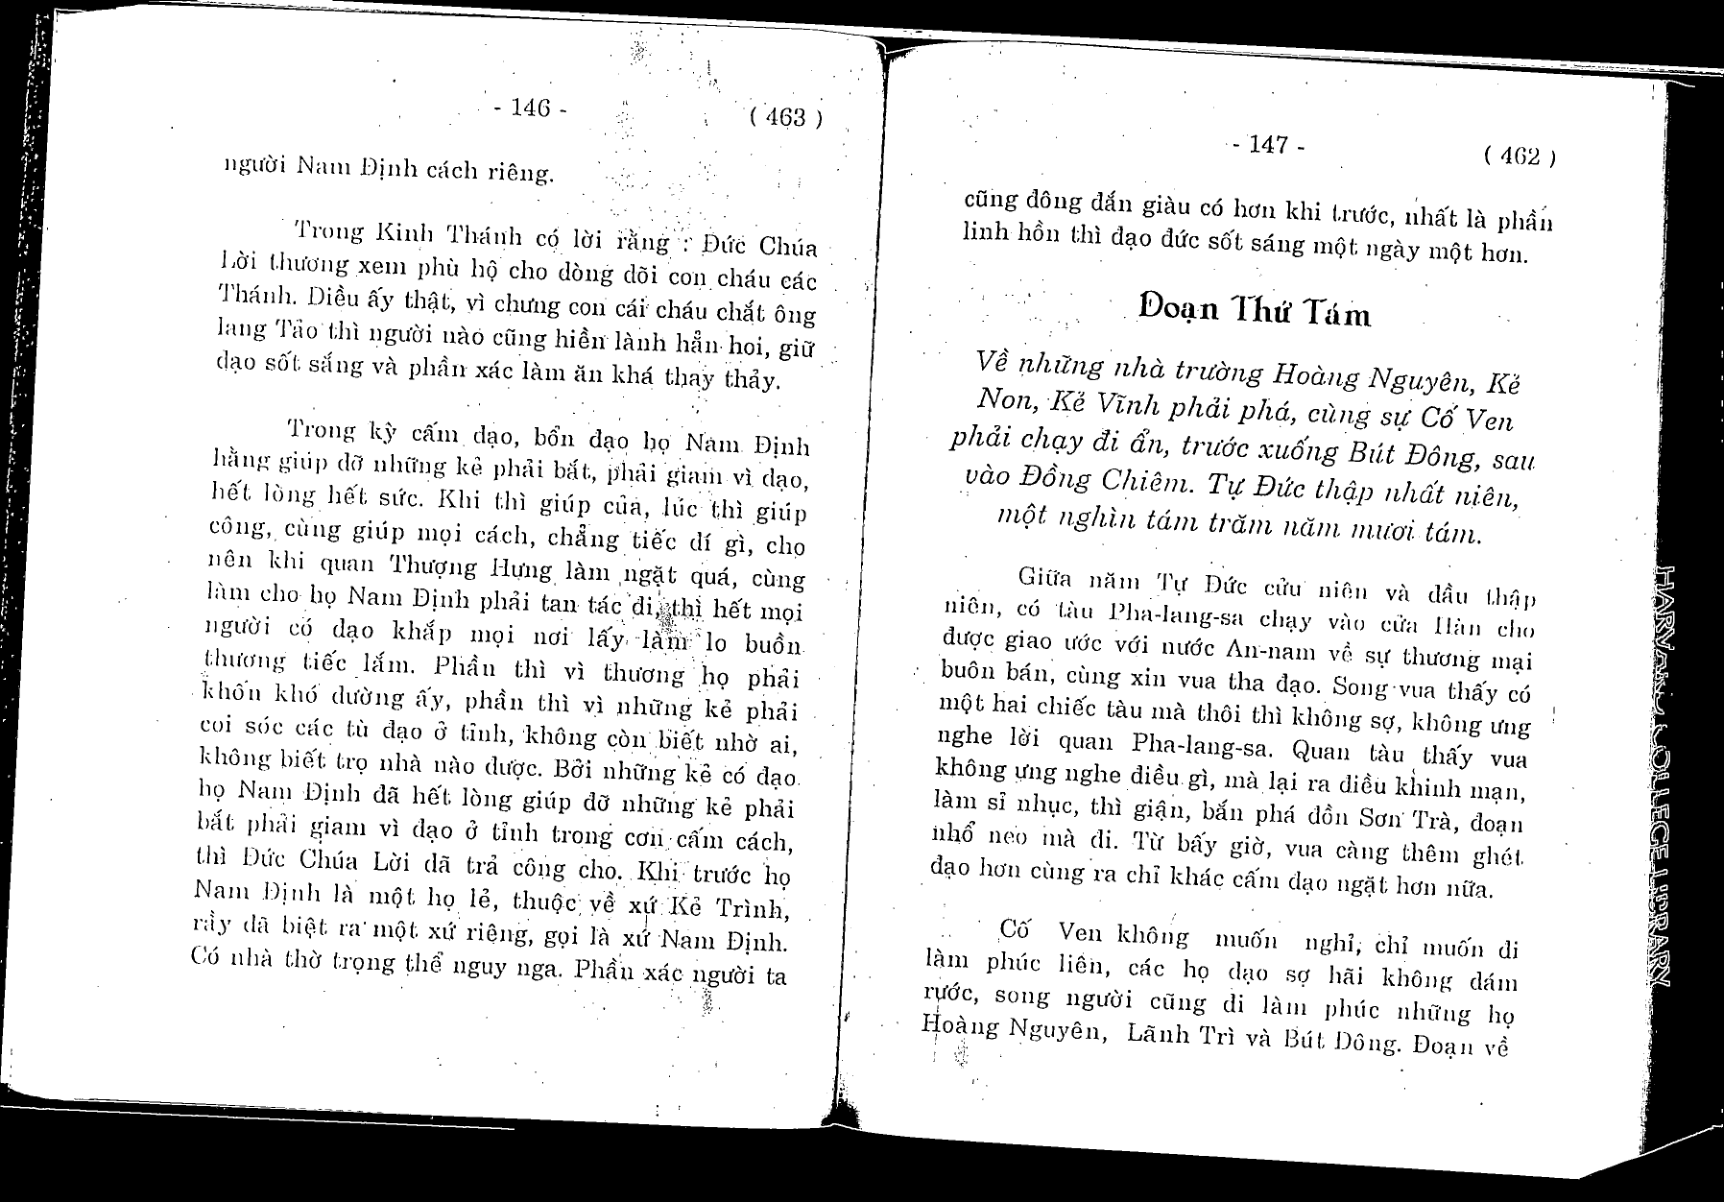 - 146 - ( 463 )
người Nam Định cách riêng.
Trong Kinh Thánh có lời rằng : Đức Chúa
Lời thương xem phù hộ cho dòng dõi con cháu các
Thánh. Diều ấy thật, vì chưng con cái cháu chắt ông
lang Tảo thì người nào cũng hiền lành hẳn hoi, giữ
đạo sốt sắng và phần xác làm ăn khá thay thảy.
Trong kỳ cấm đạo, bổn đạo họ Nam Định
hằng giúp đỡ những kẻ phải bắt, phải giam vì đạo,
hết lòng hết sức. Khi thì giúp của, lúc thì giúp
công, cùng giúp mọi cách, chẳng tiếc dí gì, cho
nên khi quan Thượng Hưng làm ngặt quá, cùng
làm cho họ Nam Định phải tan tác đi, thì hết mọi
người có đạo khắp mọi nơi lấy làm lo buồn
thương tiếc lắm. Phần thì vì thương họ phải
khốn khó dường ấy, phần thì vì những kẻ phải
coi sóc các tù đạo ở tỉnh, không còn biết nhờ ai,
không biết trọ nhà nào được. Bởi những kẻ có đạo
họ Nam Định đã hết lòng giúp đỡ những kẻ phải
bắt phải giam vì đạo ở tỉnh trong cơn cấm cách,
thì Đức Chúa Lời đã trả công cho. Khi trước họ
Nam Định là một họ lẻ, thuộc về xứ Kẻ Trình,
rầy đã biệt ra một xứ riêng, gọi là xứ Nam Định.
Có nhà thờ trọng thể nguy nga. Phần xác người ta
- 147 - ( 462 )
cũng đông đắn giàu có hơn khi trước, nhất là phần
linh hồn thì đạo đức sốt sáng một ngày một hơn.
Đoạn Thứ Tám
Về những nhà trường Hoàng Nguyên, Kẻ
Non, Kẻ Vĩnh phải phá, cùng sự Cố Ven
phải chạy đi ẩn, trước xuống Bút Đông, sau
vào Đồng Chiêm. Tự Đức thập nhất niên,
một nghìn tám trăm năm mươi tám.
Giữa năm Tự Đức cửu niên và đầu thập
niên, có tàu Pha-lang-sa chạy vào cửa Hàn cho
được giao ước với nước An-nam về sự thương mại
buôn bán, cùng xin vua tha đạo. Song vua thấy có
một hai chiếc tàu mà thôi thì không sợ, không ưng
nghe lời quan Pha-lang-sa. Quan tàu thấy vua
không ưng nghe điều gì, mà lại ra điều khinh mạn,
làm sỉ nhục, thì giận, bắn phá đồn Sơn Trà, đoạn
nhổ neo mà đi. Từ bấy giờ, vua càng thêm ghét
đạo hơn cùng ra chỉ khác cấm đạo ngặt hơn nữa.
Cố Ven không muốn nghỉ, chỉ muốn đi
làm phúc liên, các họ đạo sợ hãi không dám
rước, song người cũng đi làm phúc những họ
Hoàng Nguyên, Lãnh Trì và Bút Đông. Đoạn về
HARVARD COLLEGE LIBRARY